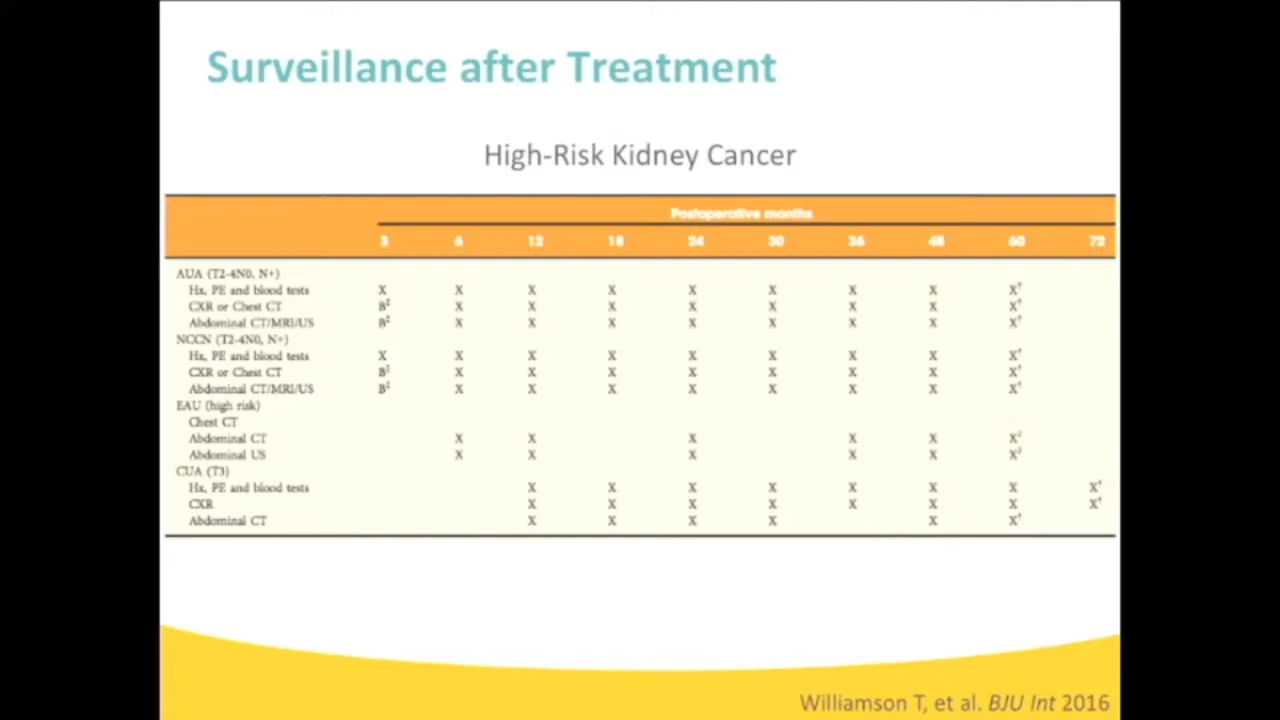 Surveillance after Treatment
High-Risk Kidney Cancer
Postoperative months
3 6 12 18 24 30 36 48 60 72
AUA (T2-4N0, N+)
Hx, PE and blood tests X X X X X X X X X†
CXR or Chest CT B‡ X X X X X X X X†
Abdominal CT/MRI/US B‡ X X X X X X X X†
NCCN (T2-4N0, N+)
Hx, PE and blood tests X X X X X X X X X†
CXR or Chest CT B‡ X X X X X X X X†
Abdominal CT/MRI/US B‡ X X X X X X X X†
EAU (high risk)
Chest CT
Abdominal CT X X X X X X
Abdominal US X X X X X X
CUA (T3)
Hx, PE and blood tests X X X X X X X X†
CXR X X X X X X X X†
Abdominal CT X X X X X X†
Williamson T, et al. BJU Int 2016